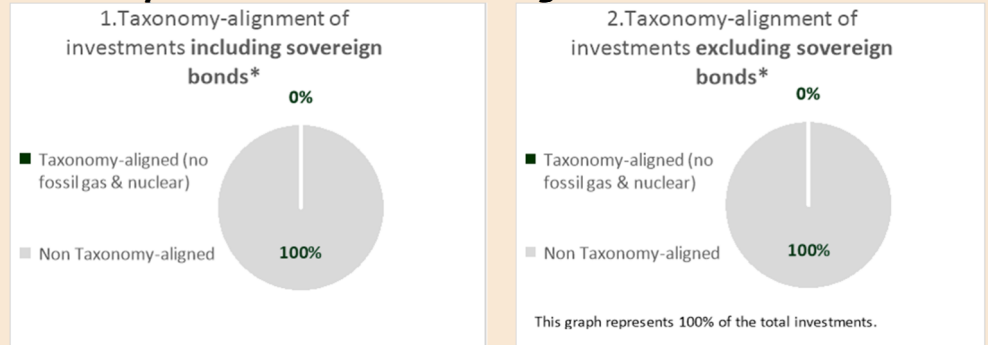 1.Taxonomy-alignment of
investments including sovereign
bonds*
0%
Taxonomy-aligned (no
fossil gas & nuclear)
Non Taxonomy-aligned
100%
2.Taxonomy-alignment of
investments excluding sovereign
bonds*
0%
Taxonomy-aligned (no
fossil gas & nuclear)
Non Taxonomy-aligned
100%
This graph represents 100% of the total investments.